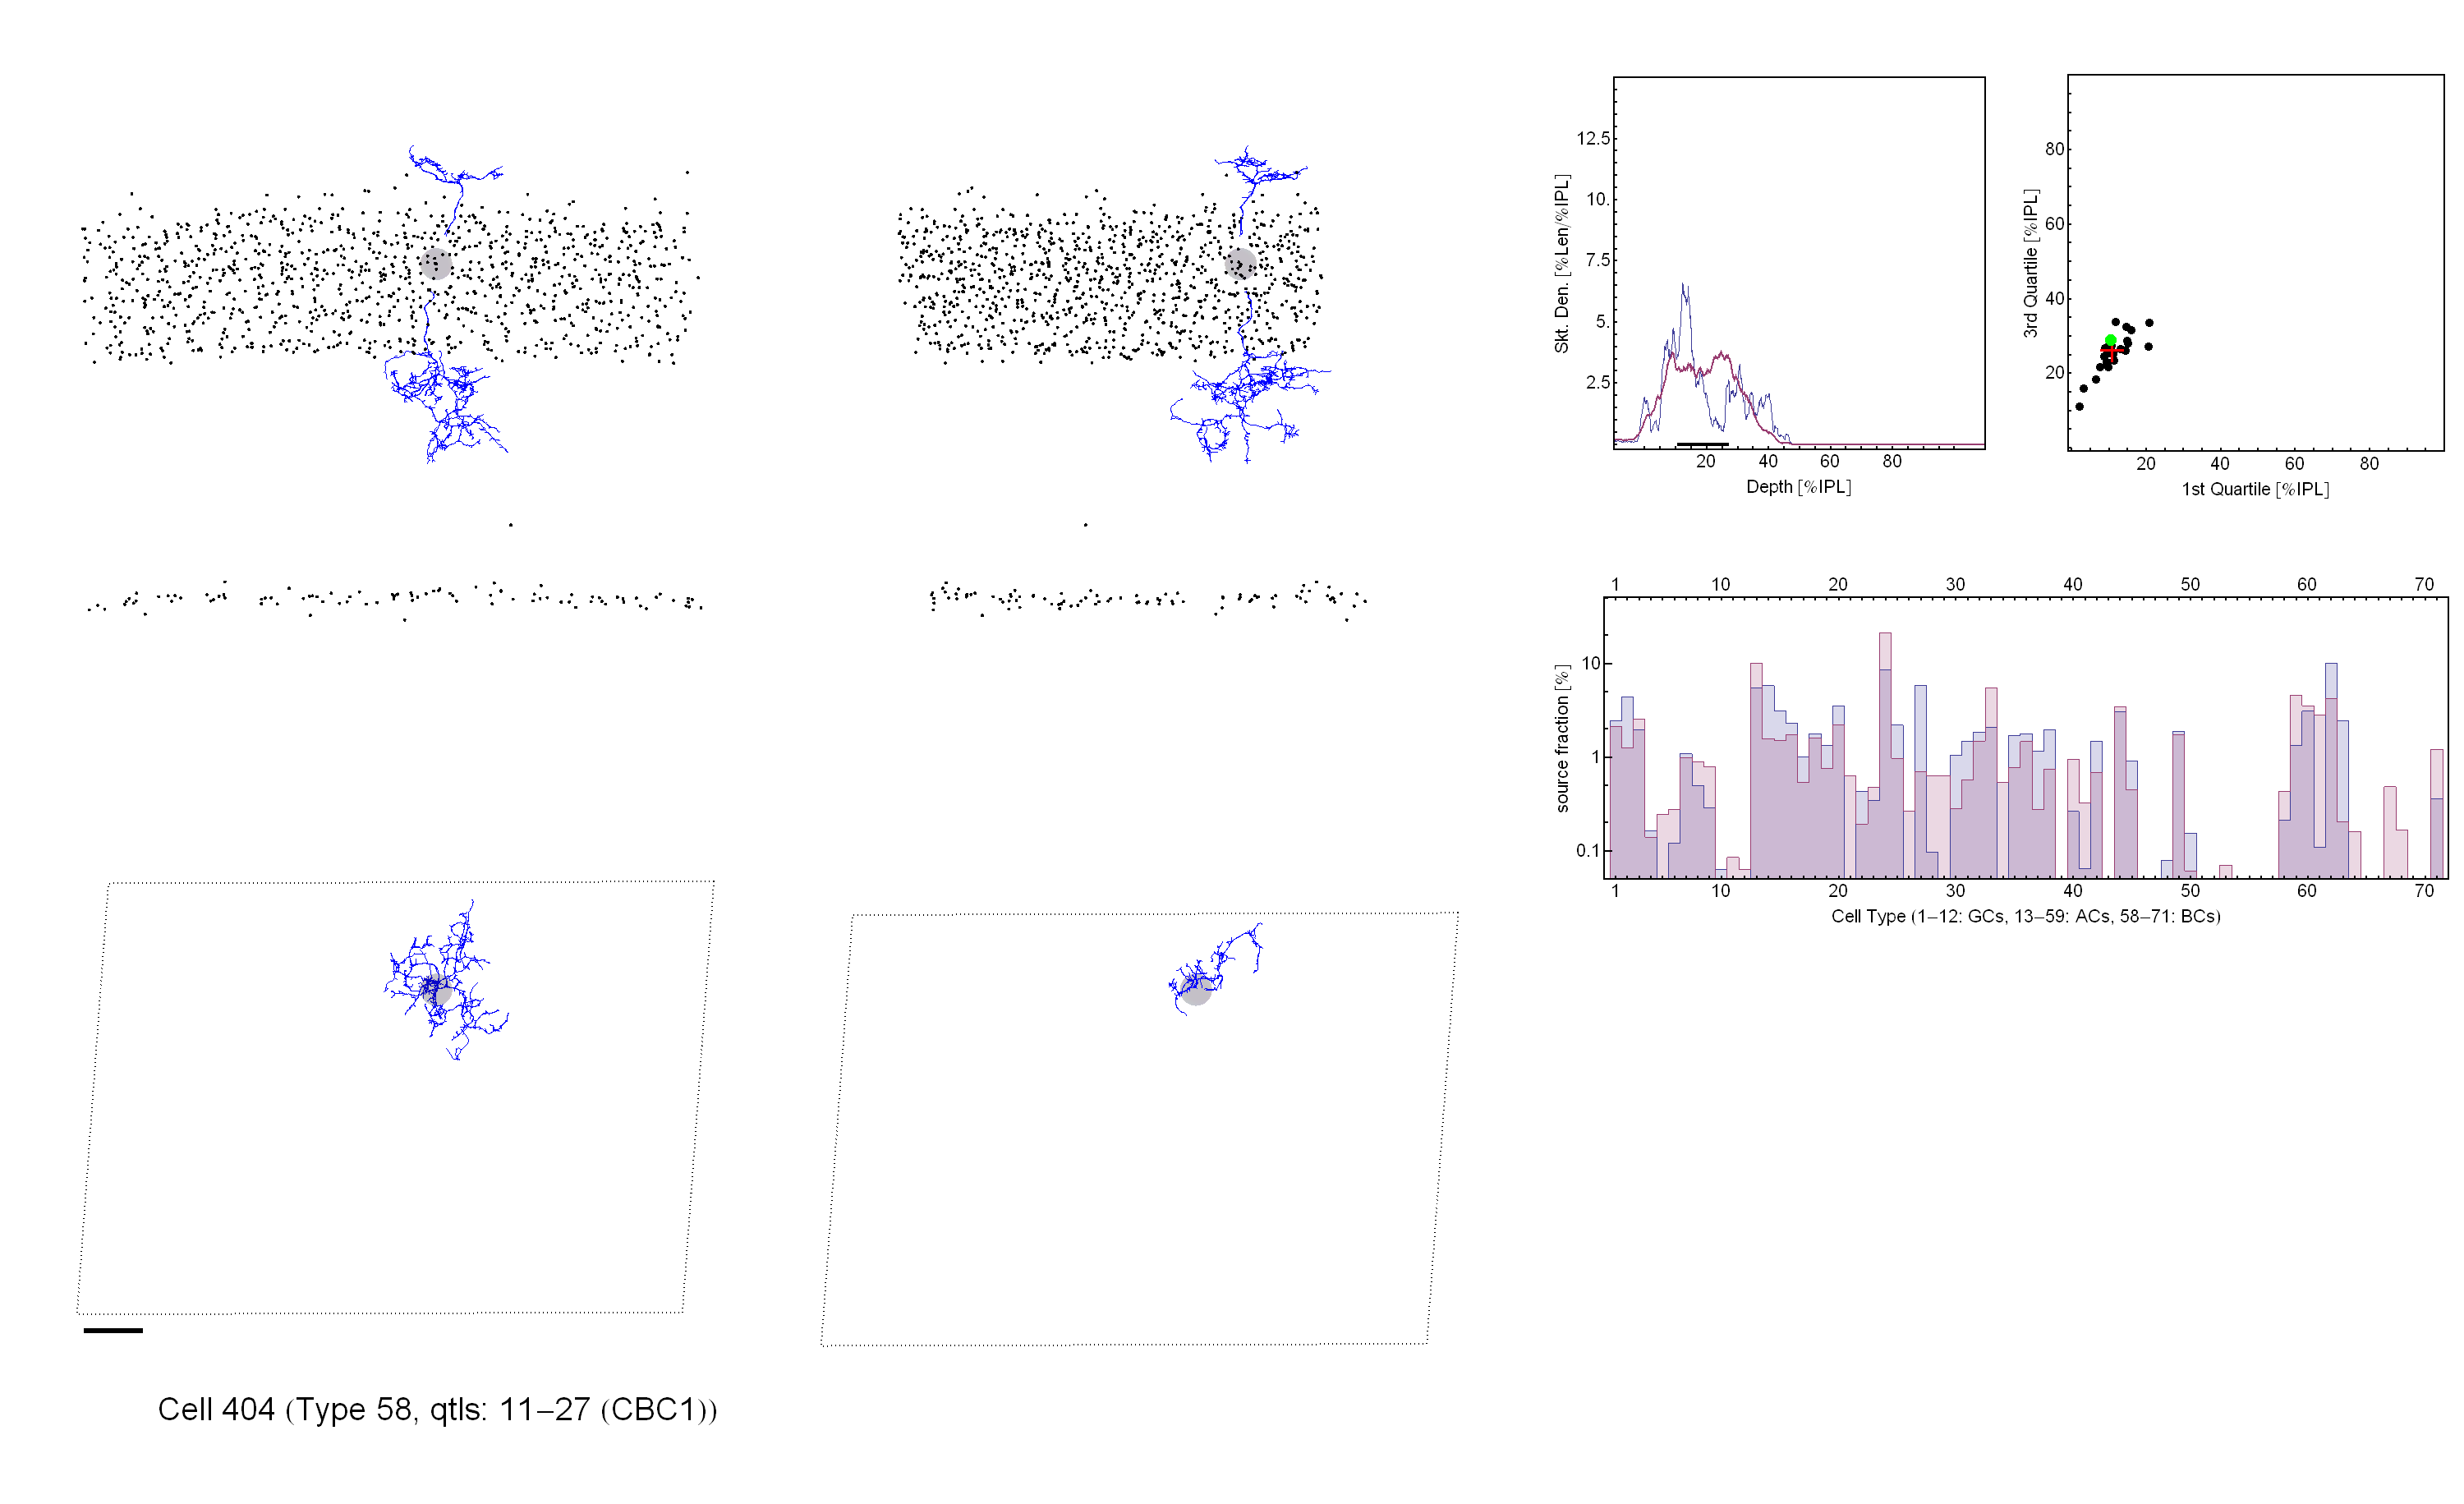 12.5
10.
7.5
5.
2.5
Skt. Den. [%Len/%IPL]
20 40 60 80
Depth [%IPL]
80
60
40
20
3rd Quartile [%IPL]
20 40 60 80
1st Quartile [%IPL]
1 10 20 30 40 50 60 70
10
1
0.1
source fraction [%]
1 10 20 30 40 50 60 70
Cell Type (1–12: GCs, 13–59: ACs, 58–71: BCs)
Cell 404 (Type 58, qtls: 11–27 (CBC1))